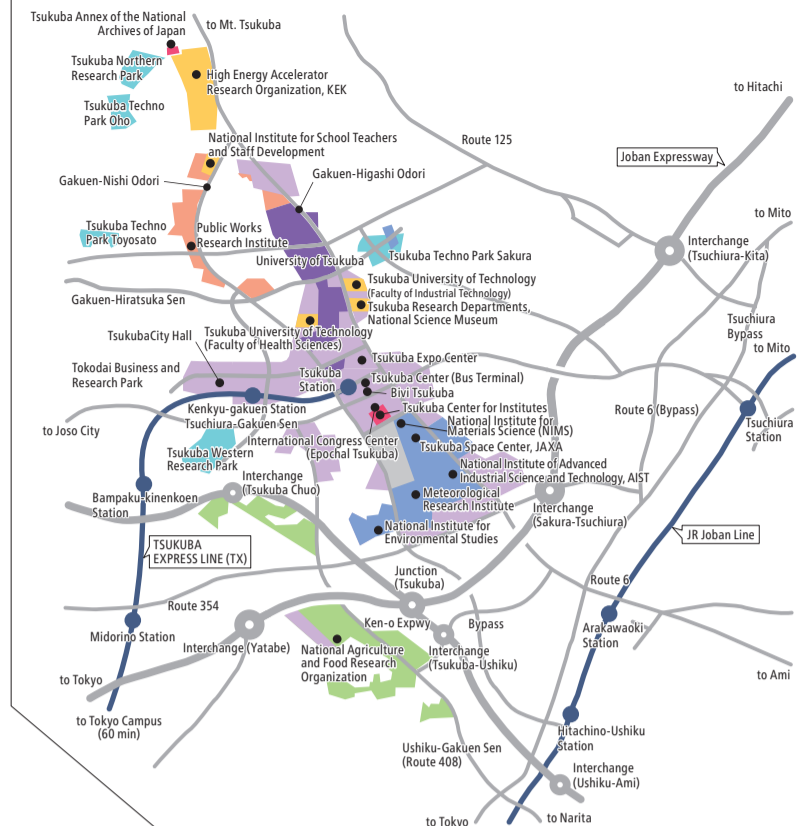 Tsukuba Annex of the National
Archives of Japan
to Mt. Tsukuba
Tsukuba Northern
Research Park
High Energy Accelerator
Research Organization, KEK
to Hitachi
Tsukuba Techno
Park Oho
Route 125
National Institute for School Teachers
and Staff Development
Joban Expressway
Gakuen-Nishi Odori
Gakuen-Higashi Odori
to Mito
Tsukuba Techno
Park Toyosato
Public Works
Research Institute
University of Tsukuba
Tsukuba Techno Park Sakura
Interchange
(Tsuchiura-Kita)
Tsukuba University of Technology
(Faculty of Industrial Technology)
Gakuen-Hiratsuka Sen
Tsukuba Research Departments,
National Science Museum
Tsuchiura
Bypass
to Mito
TsukubaCity Hall
Tsukuba University of Technology
(Faculty of Health Sciences)
Tsukuba Expo Center
Tokodai Business and
Research Park
Tsukuba
Station
Tsukuba Center (Bus Terminal)
Bivi Tsukuba
Kenkyu-gakuen Station
Tsuchiura-Gakuen Sen
Tsukuba Center for Institutes
Route 6 (Bypass)
Tsuchiura
Station
National Institute for
Materials Science (NIMS)
to Joso City
International Congress Center
(Epochal Tsukuba)
Tsukuba Space Center, JAXA
Tsukuba Western
Research Park
National Institute of Advanced
Industrial Science and Technology, AIST
Interchange
(Tsukuba Chuo)
Bampaku-kinenkoen
Station
Meteorological
Research Institute
Interchange
(Sakura-Tsuchiura)
National Institute for
Environmental Studies
JR Joban Line
TSUKUBA
EXPRESS LINE (TX)
Junction
(Tsukuba)
Route 6
Route 354
Ken-o Expwy
Bypass
Arakawaoki
Station
Midorino Station
Interchange (Yatabe)
National Agriculture
and Food Research
Organization
Interchange
(Tsukuba-Ushiku)
to Ami
to Tokyo
to Tokyo Campus
(60 min)
Hitachino-Ushiku
Station
Ushiku-Gakuen Sen
(Route 408)
Interchange
(Ushiku-Ami)
to Tokyo
to Narita